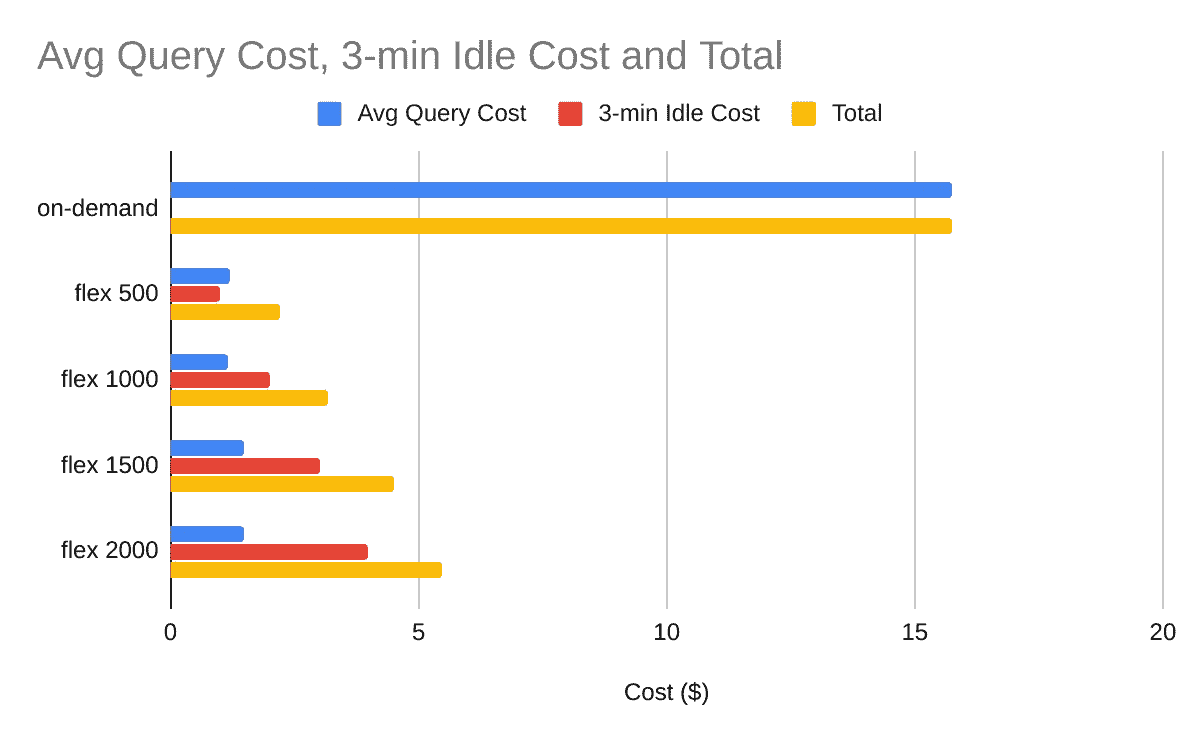 Avg Query Cost, 3-min Idle Cost and Total
Avg Query Cost 3-min Idle Cost Total
on-demand
flex 500
flex 1000
flex 1500
flex 2000
0 5 10 15 20
Cost ($)